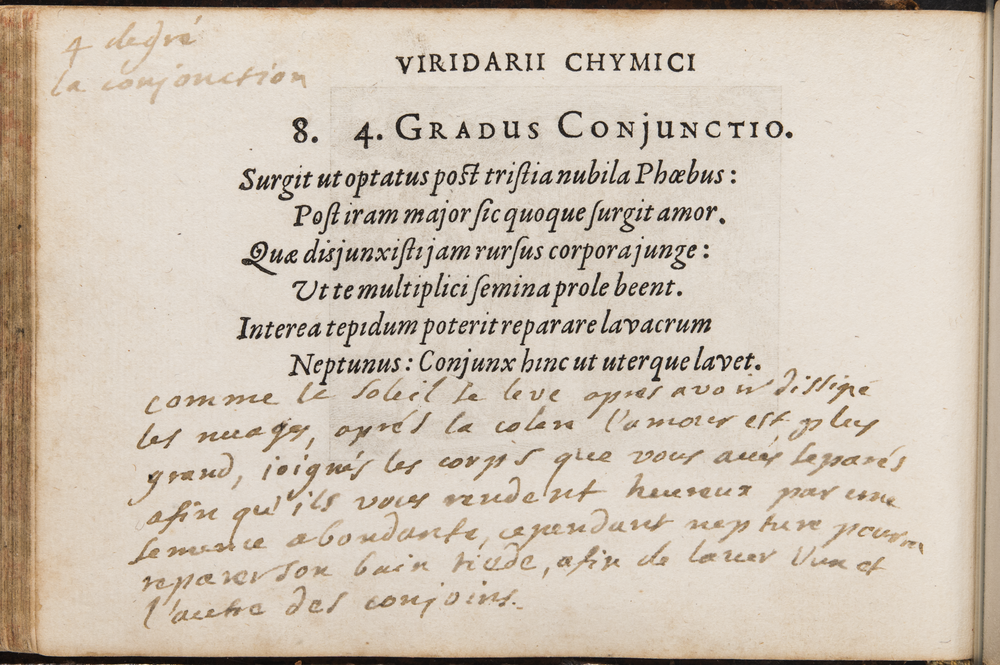 4 degré
la conjonction
VIRIDARII CHYMICI
8. 4. GRADUS CONJUNCTIO.
Surgit ut optatus post tristia nubila Phœbus:
Post iram major sic quoque surgit amor.
Quæ disjunxisti jam rursus corpora junge:
Ut te multiplici semina prole beent.
Interea tepidum poterit reparare lavacrum
Neptunus: Conjunx hinc ut uterque lavet.
comme le soleil se leve apres avoir dissipé
les nuages, aprés la colere l'amour est plus
grand, joignés les corps que vous avés separés
afin qu'ils vous rendent heureux par une
semence abondante, cependant neptune pourra
reparer son bain tiede, afin de laver l'un et
l'autre des conjoins.